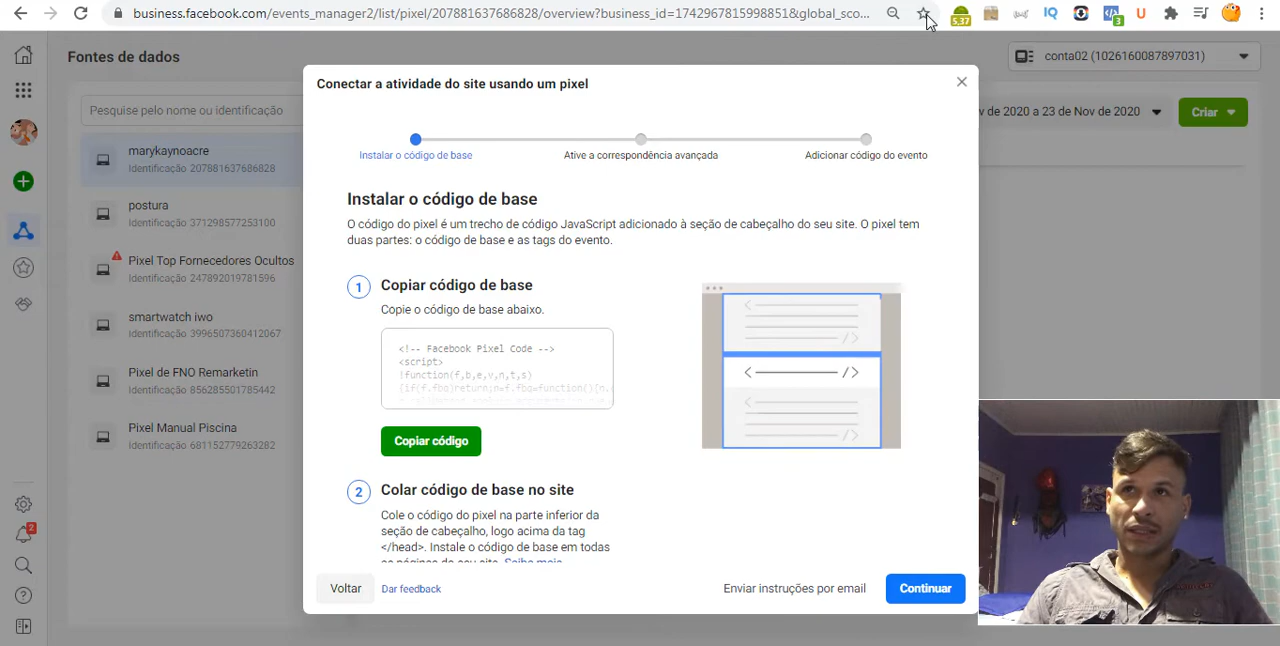 business.facebook.com/events_manager2/list/pixel/207881637686828/overview?business_id=1742967815998851&global_sco...
5,37
IQ
3
U
Fontes de dados
conta02 (1026160087897031)
Pesquise pelo nome ou identificação
v de 2020 a 23 de Nov de 2020
Criar
marykaynoacre
Identificação 207881637686828
postura
Identificação 371298577253100
Pixel Top Fornecedores Ocultos
Identificação 247892019781596
smartwatch iwo
Identificação 3996507360412067
Pixel de FNO Remarketin
Identificação 856285501785442
Pixel Manual Piscina
Identificação 681152779263282
2
Conectar a atividade do site usando um pixel
Instalar o código de base
Ative a correspondência avançada
Adicionar código do evento
Instalar o código de base
O código do pixel é um trecho de código JavaScript adicionado à seção de cabeçalho do seu site. O pixel tem
duas partes: o código de base e as tags do evento.
1
Copiar código de base
Copie o código de base abaixo.
<!-- Facebook Pixel Code -->
<script>
!function(f,b,e,v,n,t,s)
{if(f.fbq)return;n=f.fbq=function(){n.
Copiar código
2
Colar código de base no site
Cole o código do pixel na parte inferior da
seção de cabeçalho, logo acima da tag
</head>. Instale o código de base em todas
as páginas do seu site. Saiba mais
Voltar
Dar feedback
Enviar instruções por email
Continuar